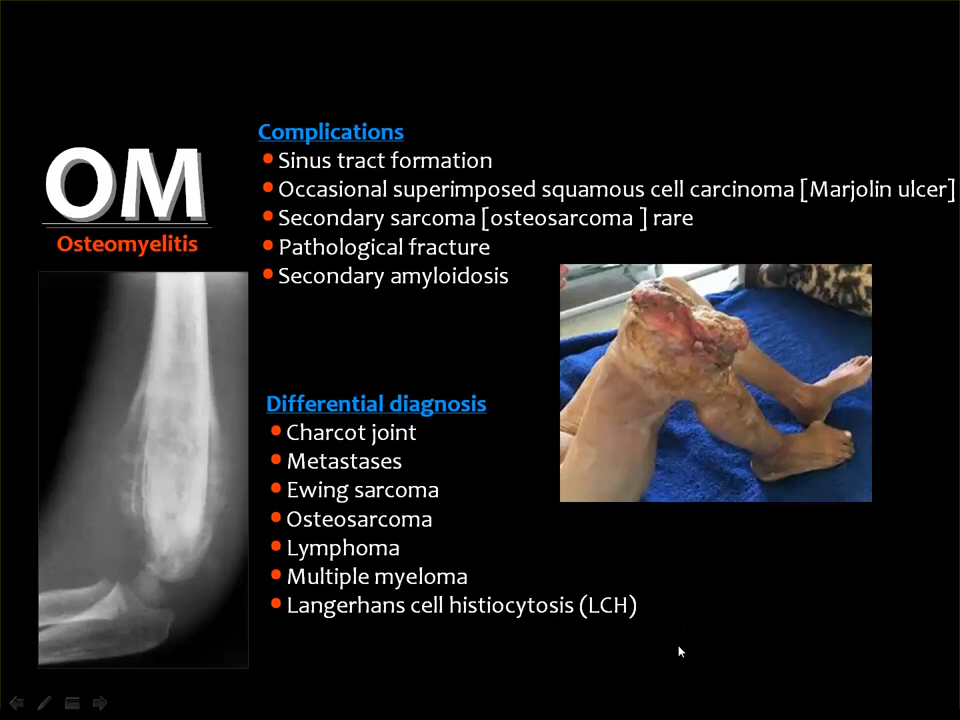 OM
Osteomyelitis
Complications
• Sinus tract formation
• Occasional superimposed squamous cell carcinoma [Marjolin ulcer]
• Secondary sarcoma [osteosarcoma ] rare
• Pathological fracture
• Secondary amyloidosis
Differential diagnosis
• Charcot joint
• Metastases
• Ewing sarcoma
• Osteosarcoma
• Lymphoma
• Multiple myeloma
• Langerhans cell histiocytosis (LCH)